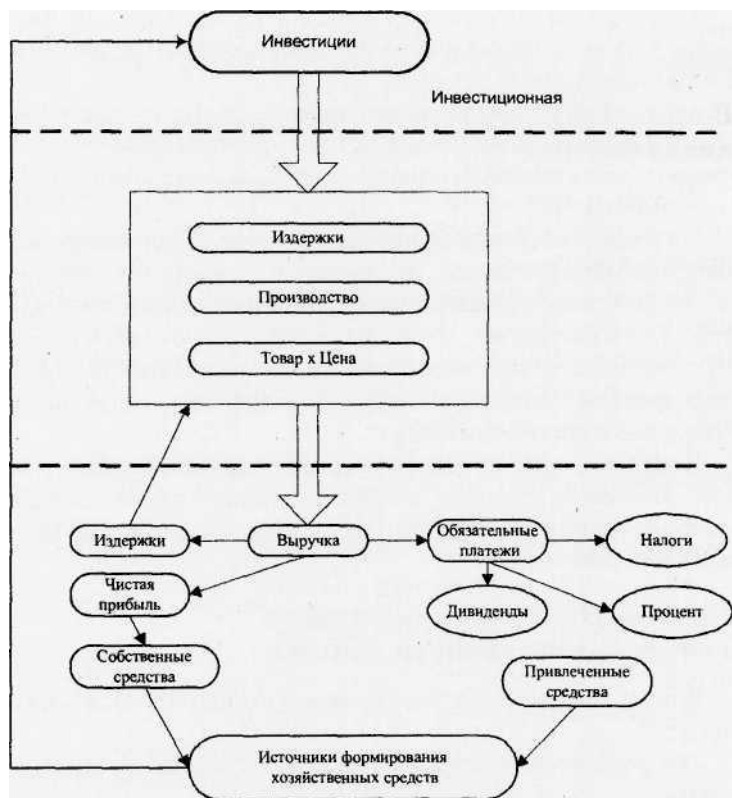 Инвестиции
Инвестиционная
Издержки
Производство
Товар x Цена
Издержки
Выручка
Обязательные
платежи
Налоги
Чистая
прибыль
Дивиденды
Процент
Собственные
средства
Привлеченные
средства
Источники формирования
хозяйственных средств